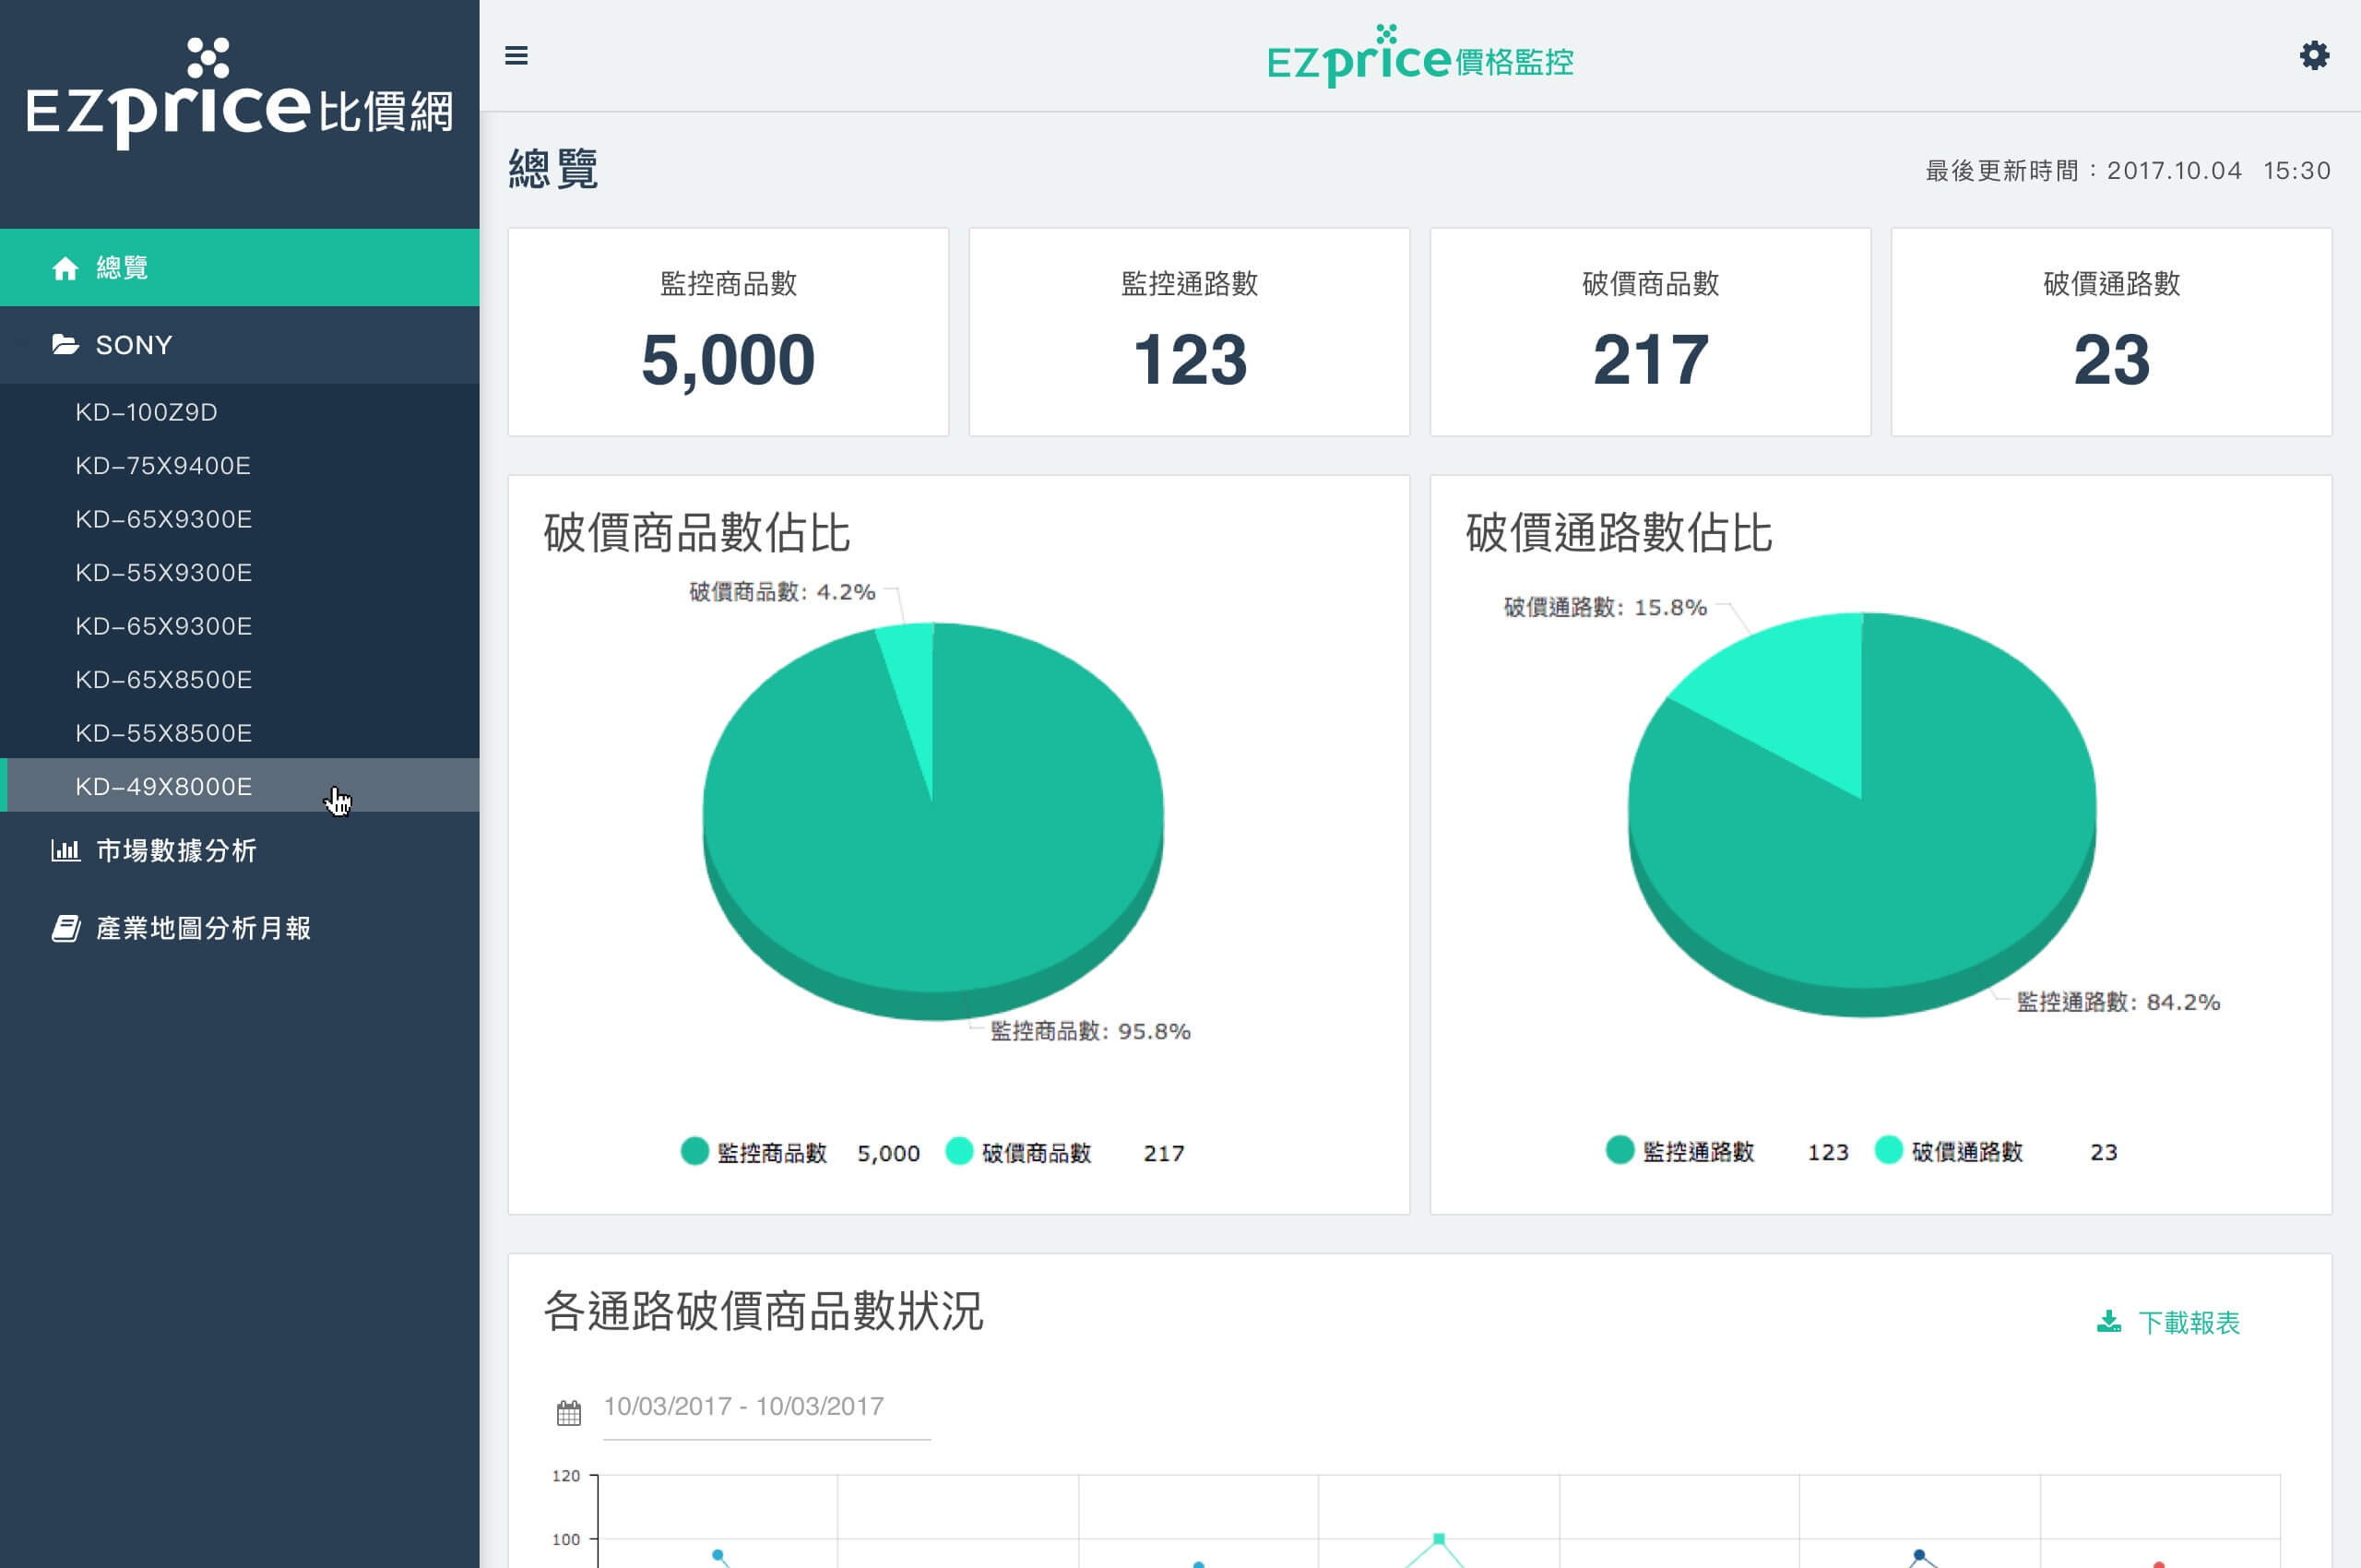 EZprice比價網
總覽
SONY
KD-100Z9D
KD-75X9400E
KD-65X9300E
KD-55X9300E
KD-65X9300E
KD-65X8500E
KD-55X8500E
KD-49X8000E
市場數據分析
產業地圖分析月報
EZprice價格監控
總覽
最後更新時間：2017.10.04 15:30
監控商品數
5,000
監控通路數
123
破價商品數
217
破價通路數
23
破價商品數佔比
破價商品數: 4.2%
監控商品數: 95.8%
監控商品數 5,000 破價商品數 217
破價通路數佔比
破價通路數: 15.8%
監控通路數: 84.2%
監控通路數 123 破價通路數 23
各通路破價商品數狀況
下載報表
10/03/2017 - 10/03/2017
120
100